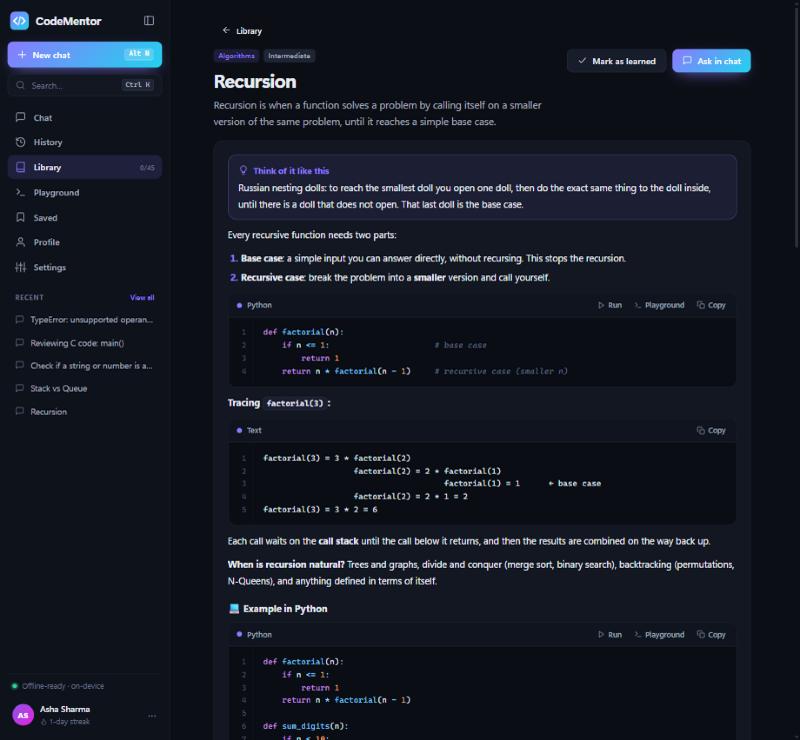 CodeMentor
New chat
Alt N
Search...
Ctrl K
Chat
History
Library
0/45
Playground
Saved
Profile
Settings
RECENT
View all
TypeError: unsupported operan...
Reviewing C code: main()
Check if a string or number is a...
Stack vs Queue
Recursion
Offline-ready · on-device
AS
Asha Sharma
1-day streak
← Library
Algorithms
Intermediate
Mark as learned
Ask in chat
Recursion
Recursion is when a function solves a problem by calling itself on a smaller
version of the same problem, until it reaches a simple base case.
Think of it like this
Russian nesting dolls: to reach the smallest doll you open one doll, then do the exact same thing to the doll inside,
until there is a doll that does not open. That last doll is the base case.
Every recursive function needs two parts:
1. Base case: a simple input you can answer directly, without recursing. This stops the recursion.
2. Recursive case: break the problem into a smaller version and call yourself.
Python
Run
Playground
Copy
1 def factorial(n):
2     if n <= 1:                  # base case
3         return 1
4     return n * factorial(n - 1)     # recursive case (smaller n)
Tracing factorial(3):
Text
Copy
1 factorial(3) = 3 * factorial(2)
2                    factorial(2) = 2 * factorial(1)
3                                       factorial(1) = 1      ← base case
4                    factorial(2) = 2 * 1 = 2
5 factorial(3) = 3 * 2 = 6
Each call waits on the call stack until the call below it returns, and then the results are combined on the way back up.
When is recursion natural? Trees and graphs, divide and conquer (merge sort, binary search), backtracking (permutations,
N-Queens), and anything defined in terms of itself.
Example in Python
Python
Run
Playground
Copy
1 def factorial(n):
2     if n <= 1:
3         return 1
4     return n * factorial(n - 1)
5
6 def sum_digits(n):
7     if n < 10: